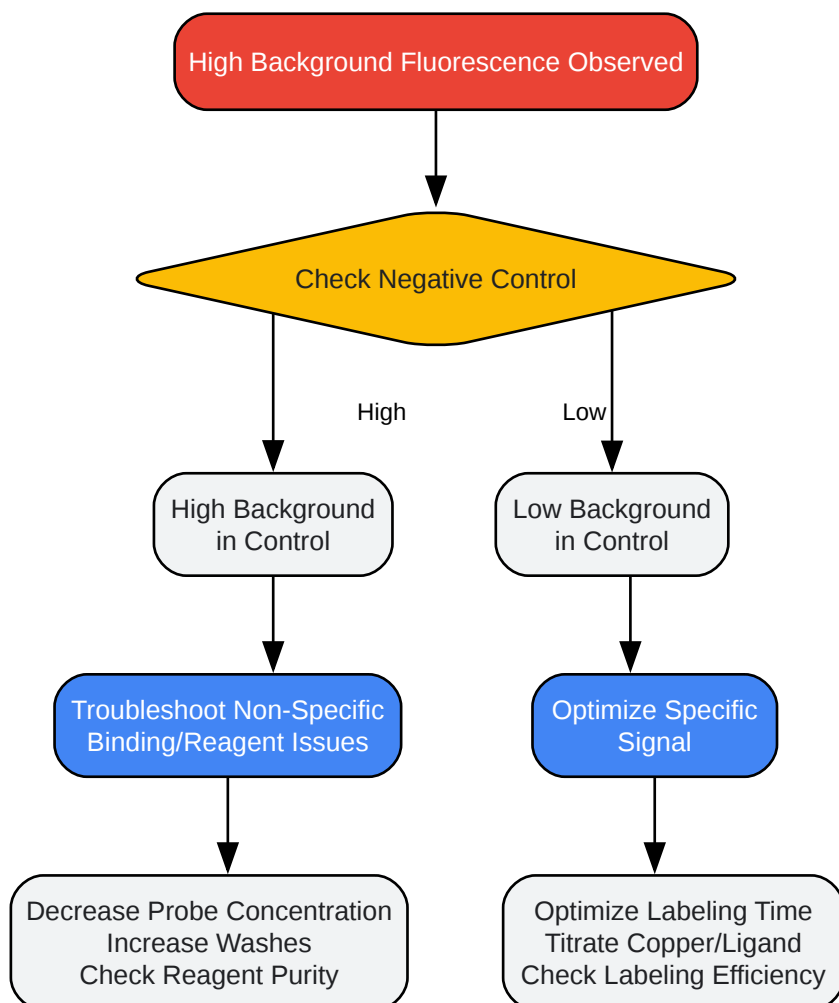 High Background Fluorescence Observed
Check Negative Control
High
Low
High Background
in Control
Low Background
in Control
Troubleshoot Non-Specific
Binding/Reagent Issues
Optimize Specific
Signal
Decrease Probe Concentration
Increase Washes
Check Reagent Purity
Optimize Labeling Time
Titrate Copper/Ligand
Check Labeling Efficiency